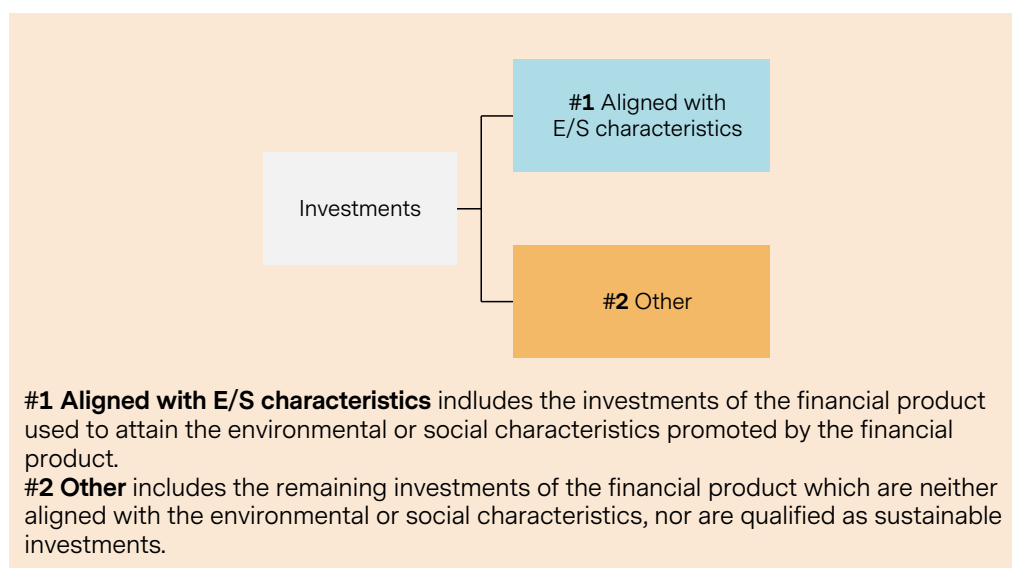 #1 Aligned with
E/S characteristics
Investments
#2 Other
#1 Aligned with E/S characteristics indludes the investments of the financial product
used to attain the environmental or social characteristics promoted by the financial
product.
#2 Other includes the remaining investments of the financial product which are neither
aligned with the environmental or social characteristics, nor are qualified as sustainable
investments.